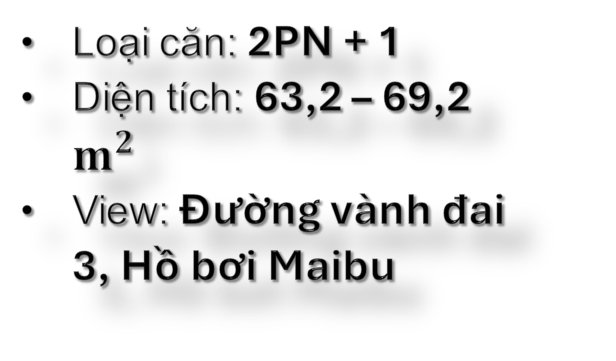 • Loại căn: 2PN + 1
• Diện tích: 63,2 – 69,2
m²
• View: Đường vành đai
3, Hồ bơi Maibu